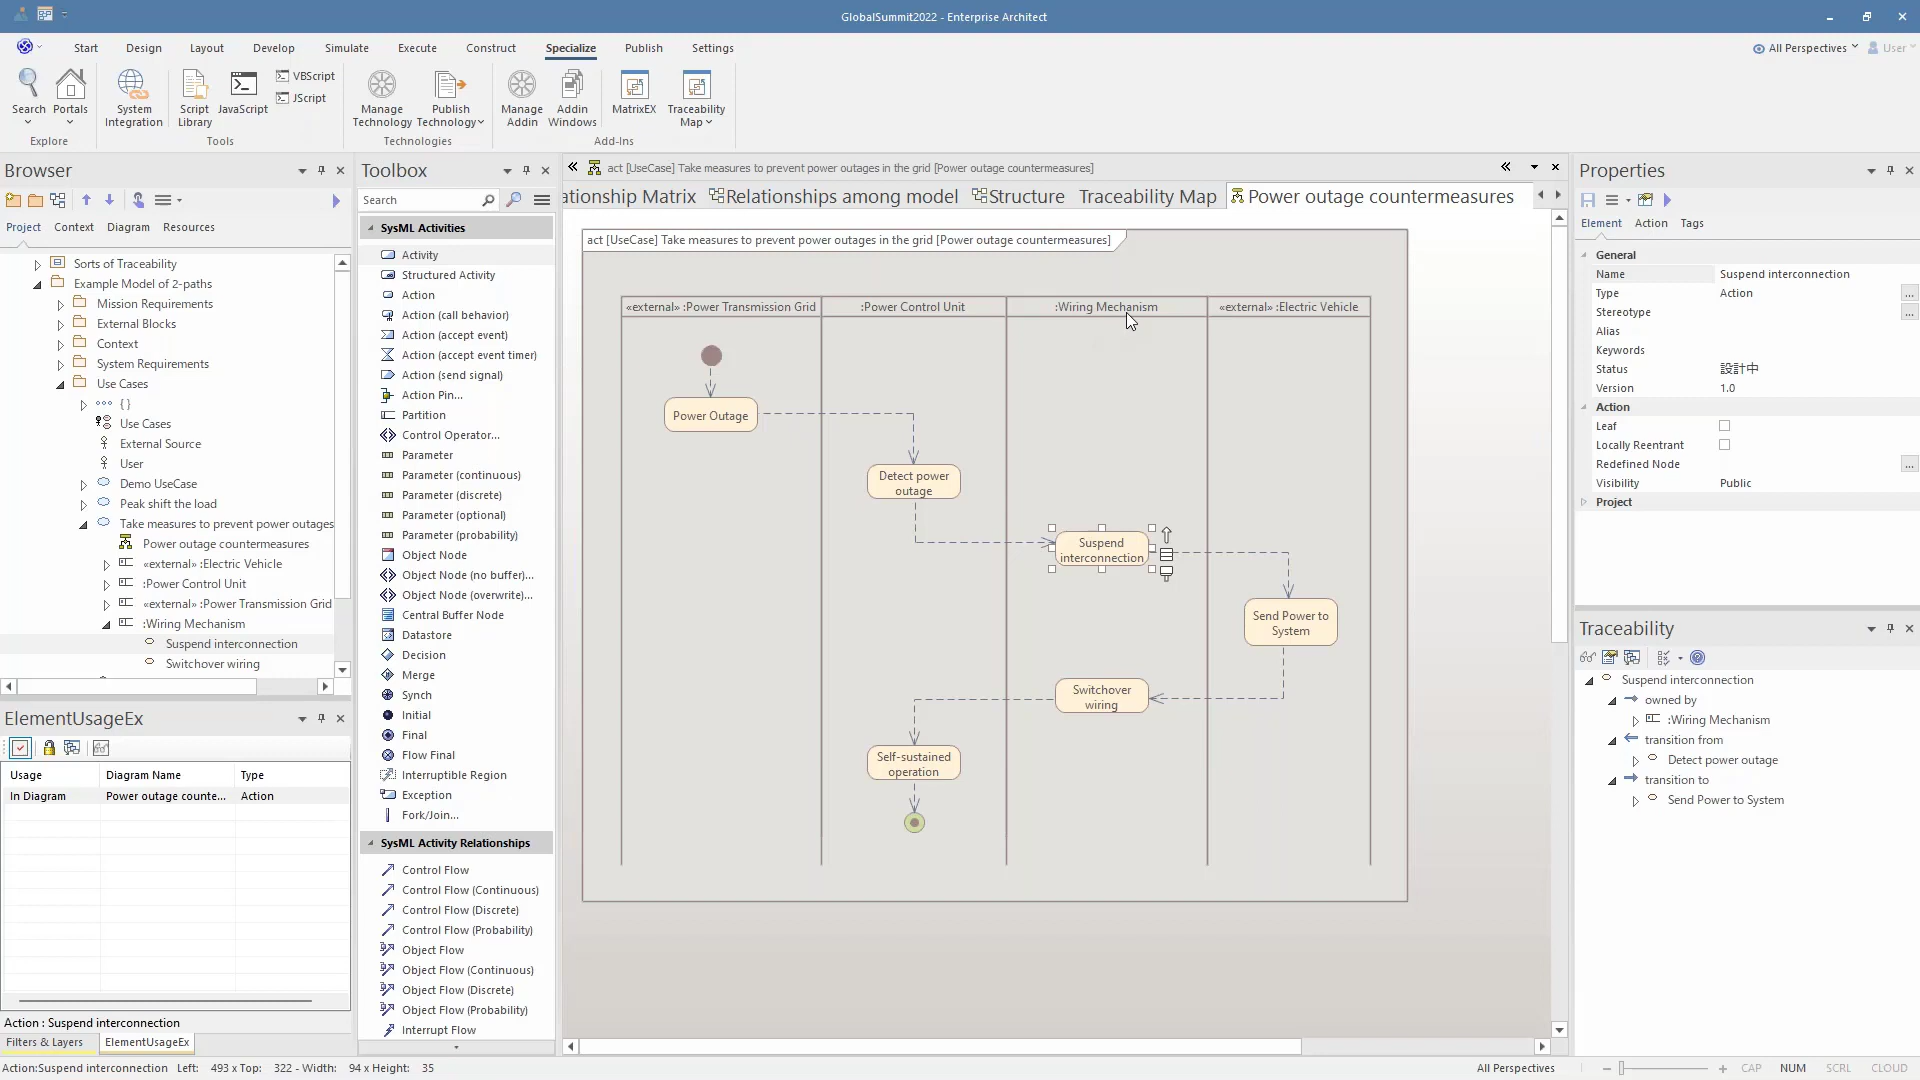 GlobalSummit2022 - Enterprise Architect
Start
Design
Layout
Develop
Simulate
Execute
Construct
Specialize
Publish
Settings
All Perspectives
User
Search
Portals
Explore
System
Integration
Script
Library
JavaScript
VBScript
JScript
Tools
Manage
Technology
Publish
Technology
Technologies
Manage
Addin
Addin
Windows
MatrixEX
Traceability
Map
Add-Ins
Browser
Project
Context
Diagram
Resources
Sorts of Traceability
Example Model of 2-paths
Mission Requirements
External Blocks
Context
System Requirements
Use Cases
{ }
Use Cases
External Source
User
Demo UseCase
Peak shift the load
Take measures to prevent power outages
Power outage countermeasures
«external» :Electric Vehicle
:Power Control Unit
«external» :Power Transmission Grid
:Wiring Mechanism
Suspend interconnection
Switchover wiring
ElementUsageEx
Usage
Diagram Name
Type
In Diagram
Power outage counte...
Action
Action : Suspend interconnection
Filters & Layers
ElementUsageEx
Toolbox
Search
SysML Activities
Activity
Structured Activity
Action
Action (call behavior)
Action (accept event)
Action (accept event timer)
Action (send signal)
Action Pin...
Partition
Control Operator...
Parameter
Parameter (continuous)
Parameter (discrete)
Parameter (optional)
Parameter (probability)
Object Node
Object Node (no buffer)...
Object Node (overwrite)...
Central Buffer Node
Datastore
Decision
Merge
Synch
Initial
Final
Flow Final
Interruptible Region
Exception
Fork/Join...
SysML Activity Relationships
Control Flow
Control Flow (Continuous)
Control Flow (Discrete)
Control Flow (Probability)
Object Flow
Object Flow (Continuous)
Object Flow (Discrete)
Object Flow (Probability)
Interrupt Flow
act [UseCase] Take measures to prevent power outages in the grid [Power outage countermeasures]
ationship Matrix
Relationships among model
Structure
Traceability Map
Power outage countermeasures
act [UseCase] Take measures to prevent power outages in the grid [Power outage countermeasures]
«external» :Power Transmission Grid
:Power Control Unit
:Wiring Mechanism
«external» :Electric Vehicle
Power Outage
Detect power
outage
Suspend
interconnection
Send Power to
System
Switchover
wiring
Self-sustained
operation
Properties
Element
Action
Tags
General
Name
Suspend interconnection
Type
Action
Stereotype
Alias
Keywords
Status
設計中
Version
1.0
Action
Leaf
Locally Reentrant
Redefined Node
Visibility
Public
Project
Traceability
Suspend interconnection
owned by
:Wiring Mechanism
transition from
Detect power outage
transition to
Send Power to System
Action:Suspend interconnection Left: 493 x Top: 322 - Width: 94 x Height: 35
All Perspectives
CAP
NUM
SCRL
CLOUD